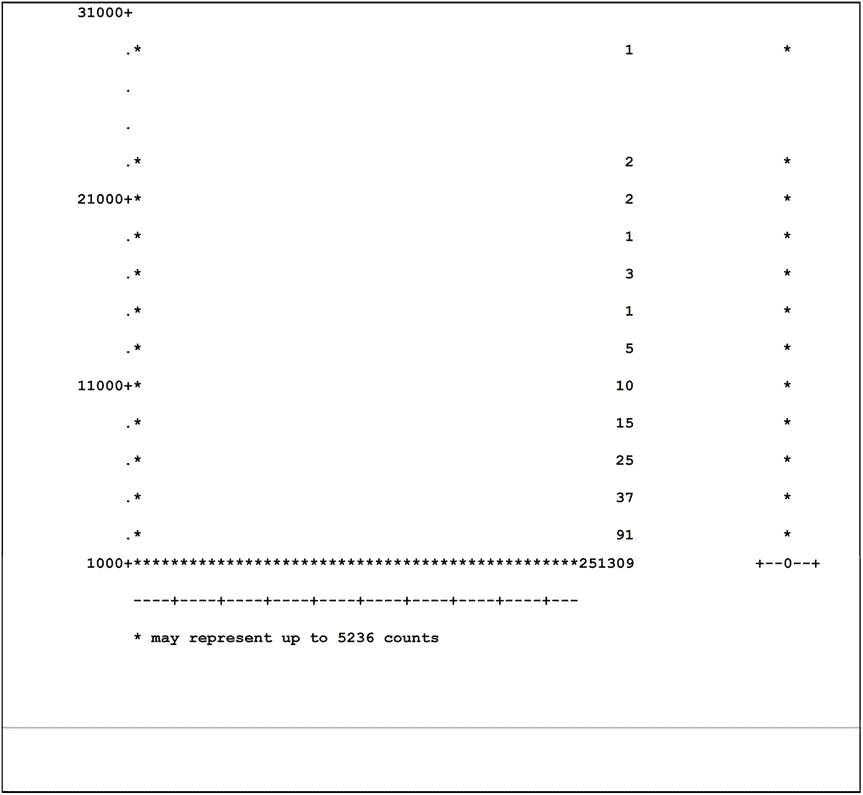 31000+
.* 1 *
.
.
.* 2 *
21000+* 2 *
.* 1 *
.* 3 *
.* 1 *
.* 5 *
11000+* 10 *
.* 15 *
.* 25 *
.* 37 *
.* 91 *
1000+************************************************251309 +--0--+
----+----+----+----+----+----+----+----+----+---
* may represent up to 5236 counts